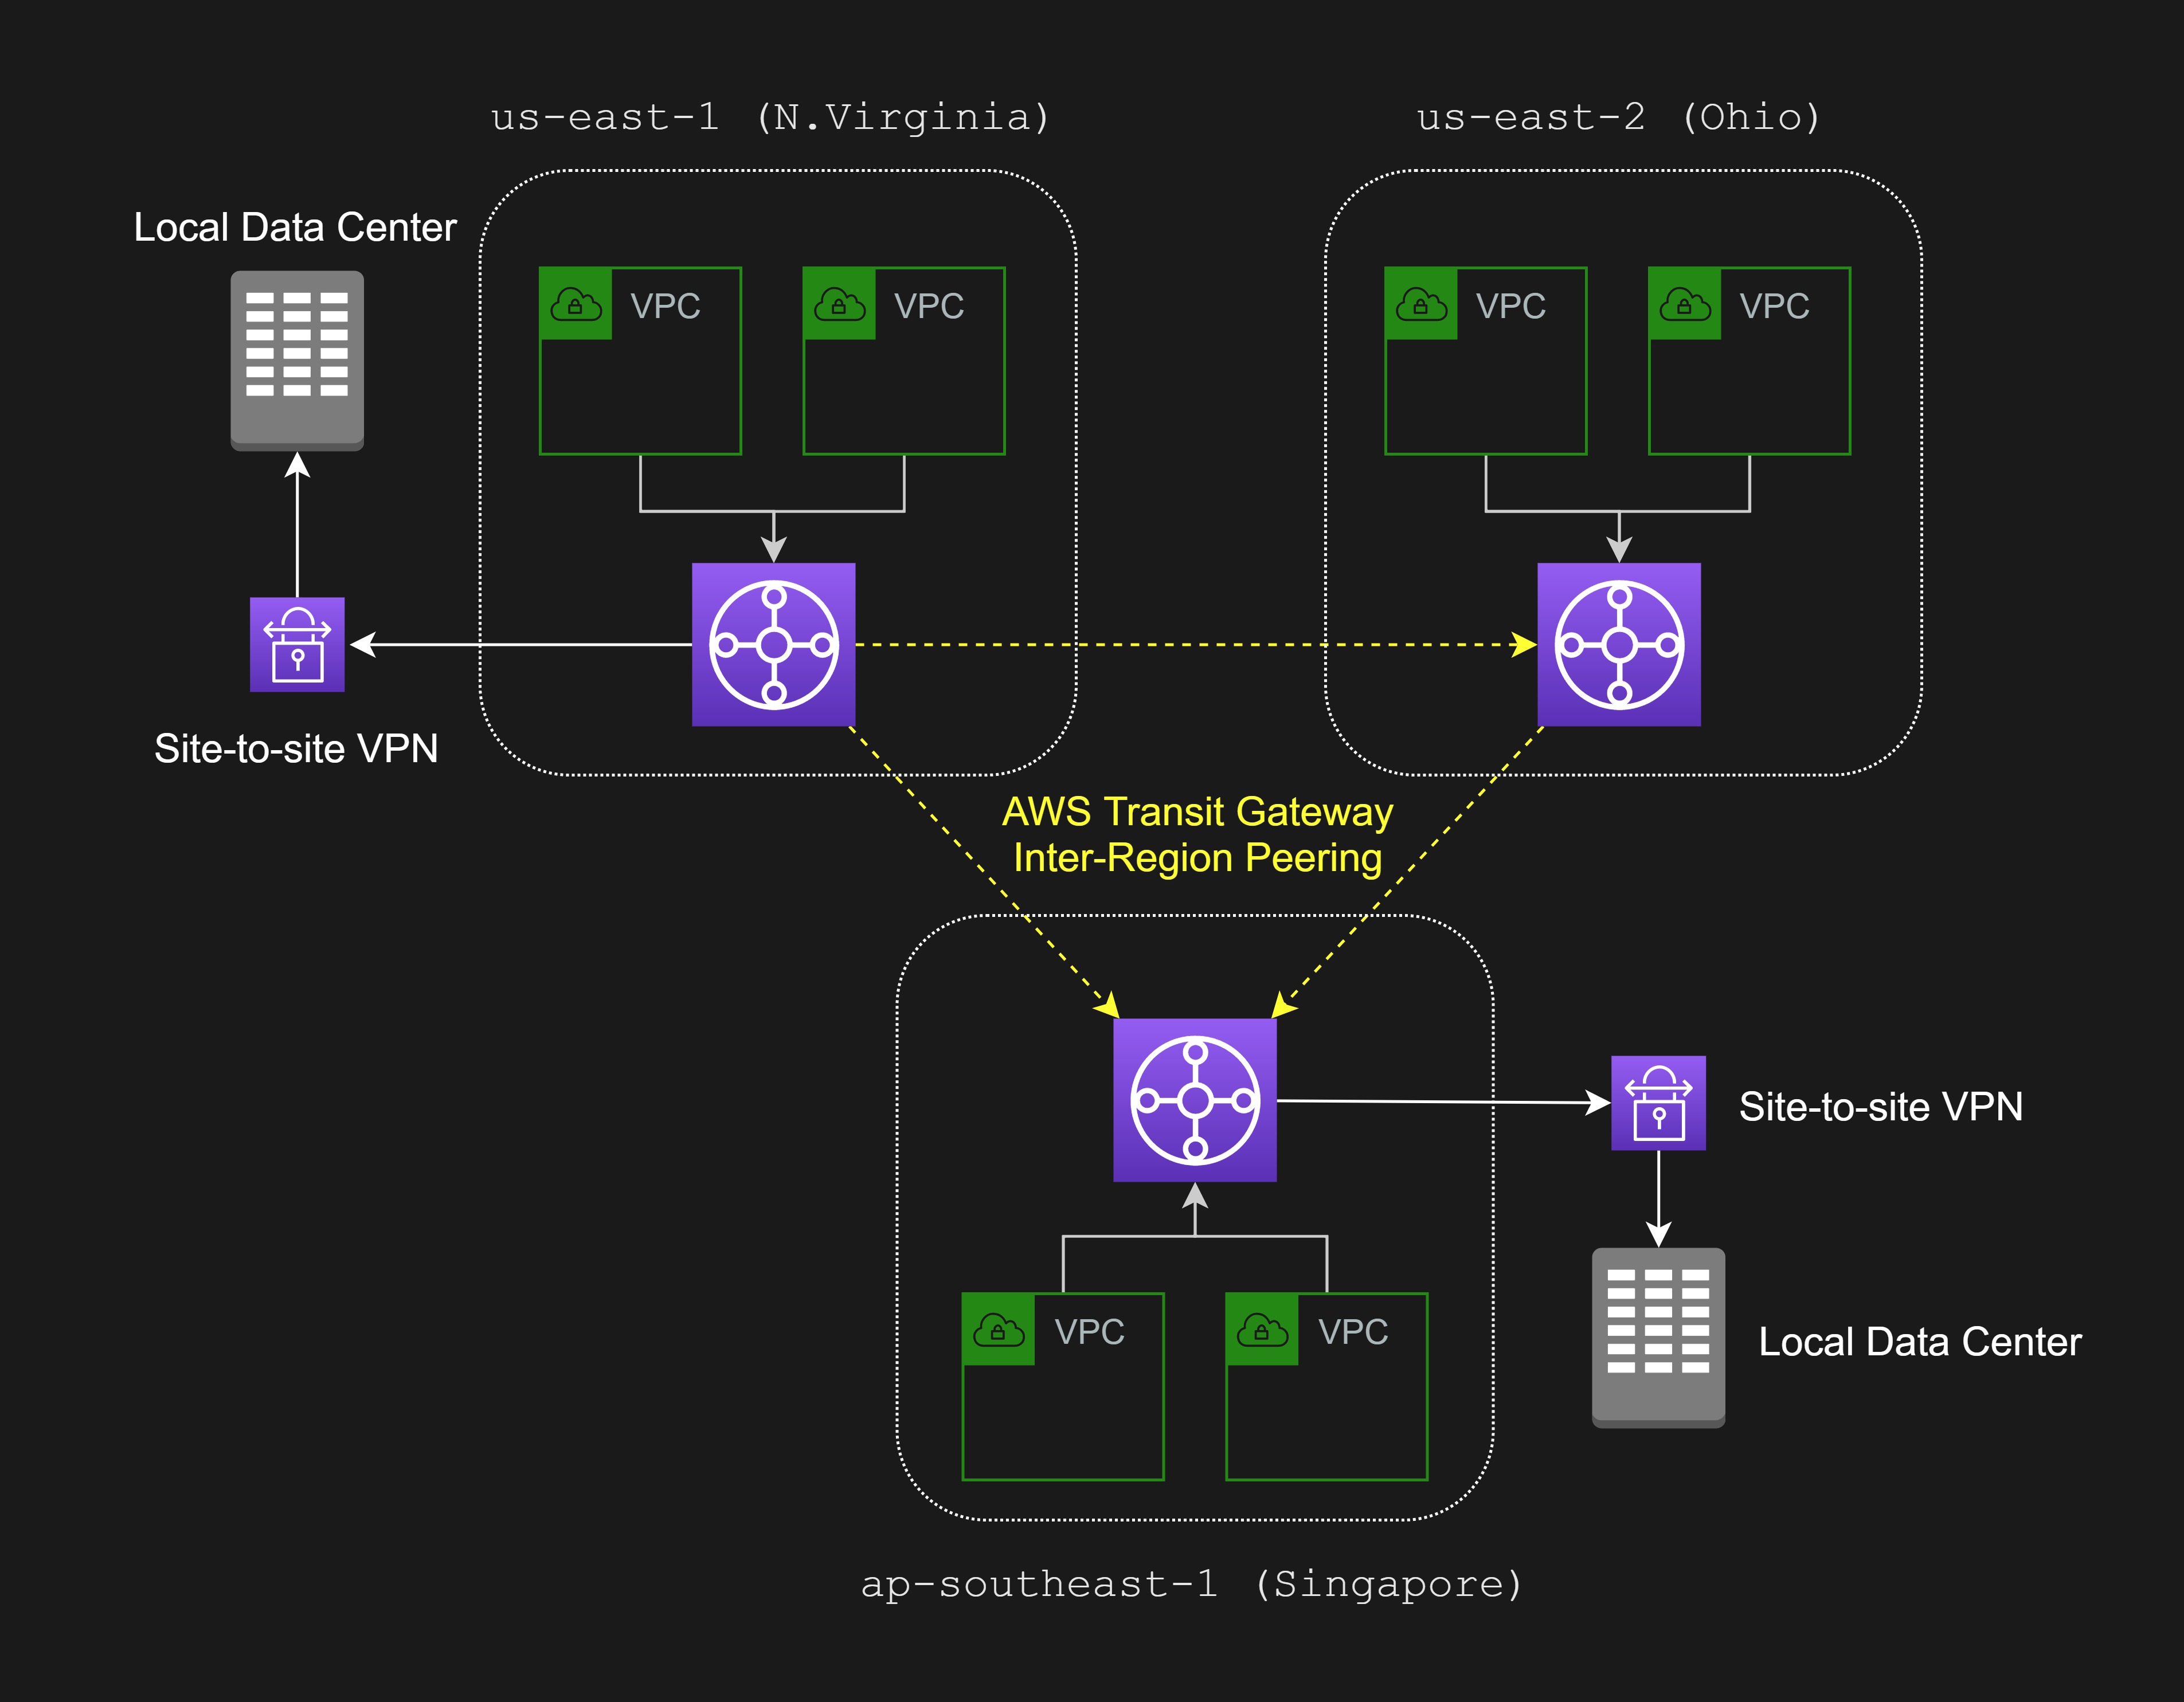 us-east-1 (N.Virginia)
us-east-2 (Ohio)
Local Data Center
VPC
VPC
VPC
VPC
Site-to-site VPN
AWS Transit Gateway
Inter-Region Peering
Site-to-site VPN
VPC
VPC
Local Data Center
ap-southeast-1 (Singapore)